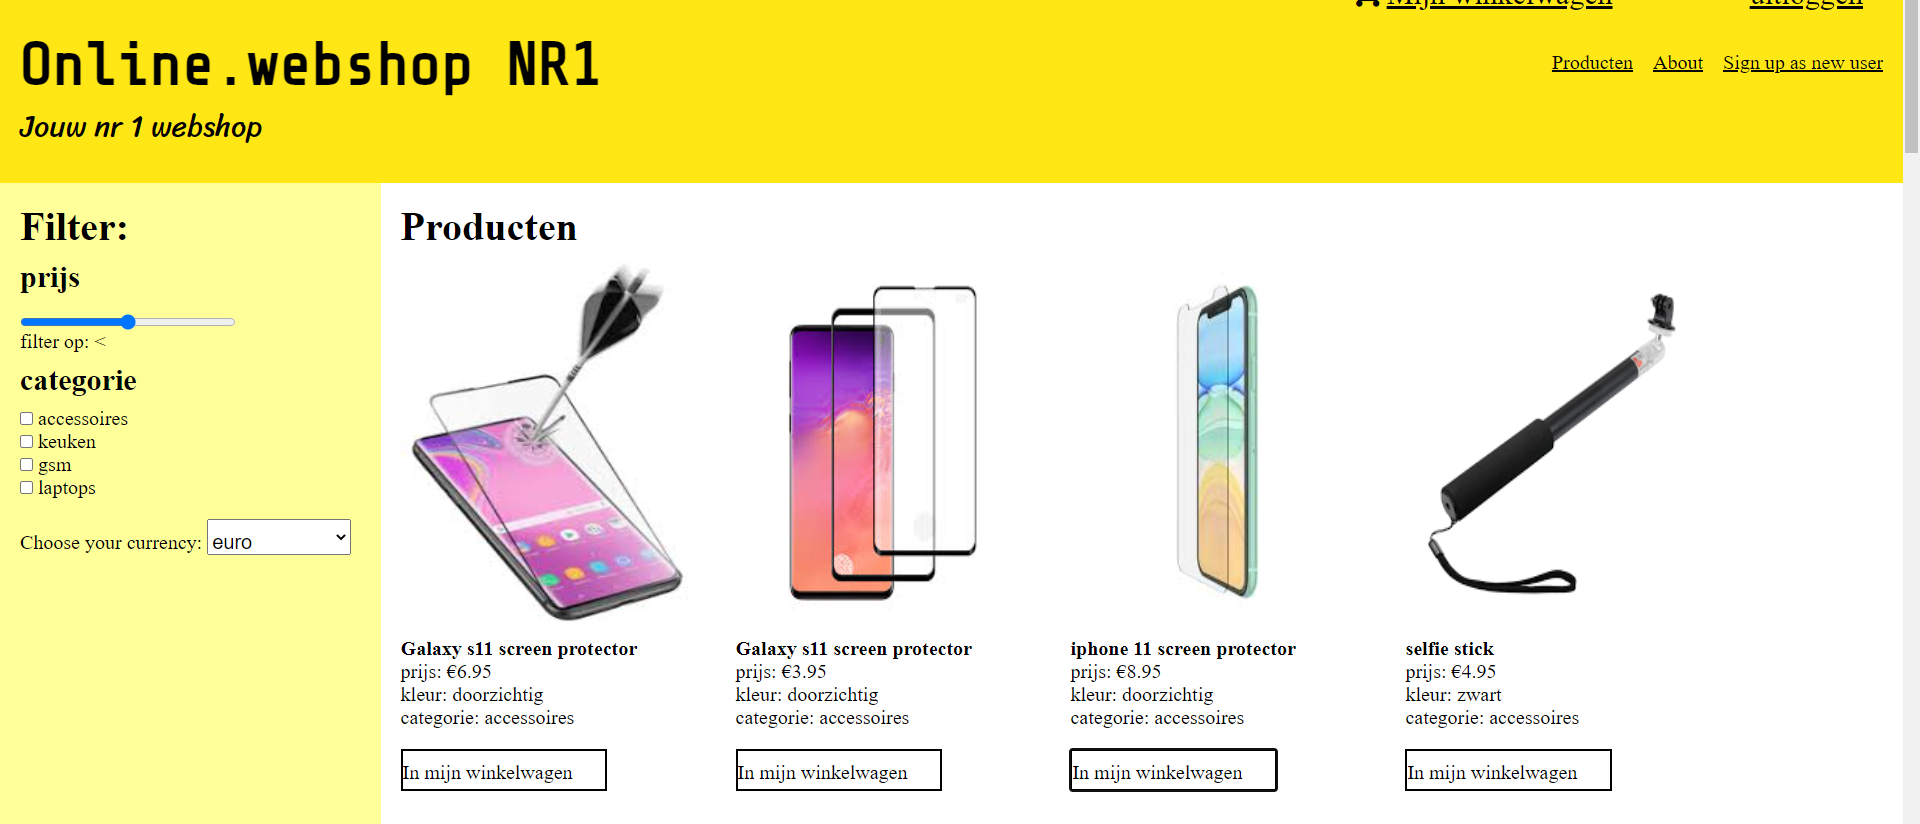 Mijn winkelwagen
uitloggen
Online.webshop NR1
Producten About Sign up as new user
Jouw nr 1 webshop
Filter:
prijs
filter op: <
categorie
accessoires
keuken
gsm
laptops
Choose your currency: euro
Producten
Galaxy s11 screen protector
prijs: €6.95
kleur: doorzichtig
categorie: accessoires
In mijn winkelwagen
Galaxy s11 screen protector
prijs: €3.95
kleur: doorzichtig
categorie: accessoires
In mijn winkelwagen
iphone 11 screen protector
prijs: €8.95
kleur: doorzichtig
categorie: accessoires
In mijn winkelwagen
selfie stick
prijs: €4.95
kleur: zwart
categorie: accessoires
In mijn winkelwagen